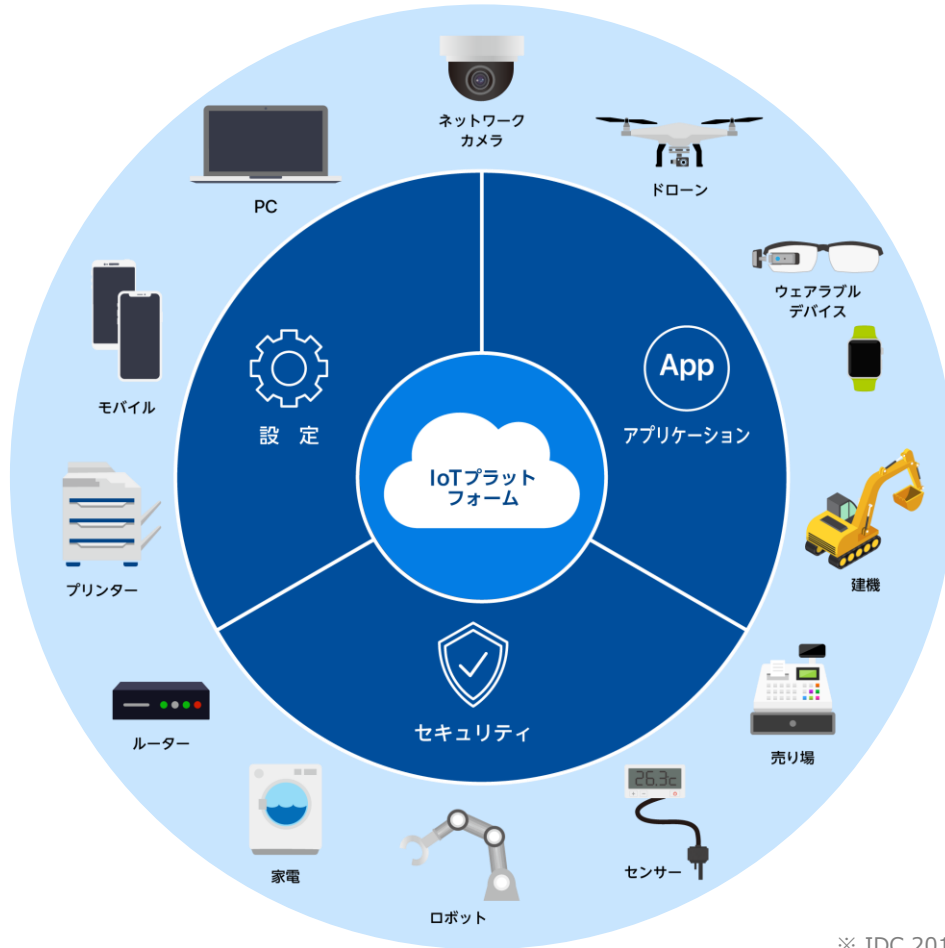 ネットワーク
カメラ
ドローン
PC
ウェアラブル
デバイス
モバイル
設 定
App
アプリケーション
IoTプラット
フォーム
プリンター
建機
セキュリティ
ルーター
売り場
26.3c
センサー
家電
ロボット
※ IDC 201